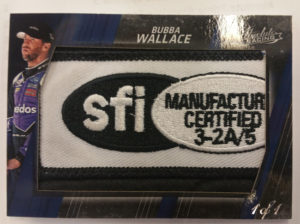 BUBBA
WALLACE
Absolute
sfi
MANUFACTUR
CERTIFIED
3-2A/5
1 of 1